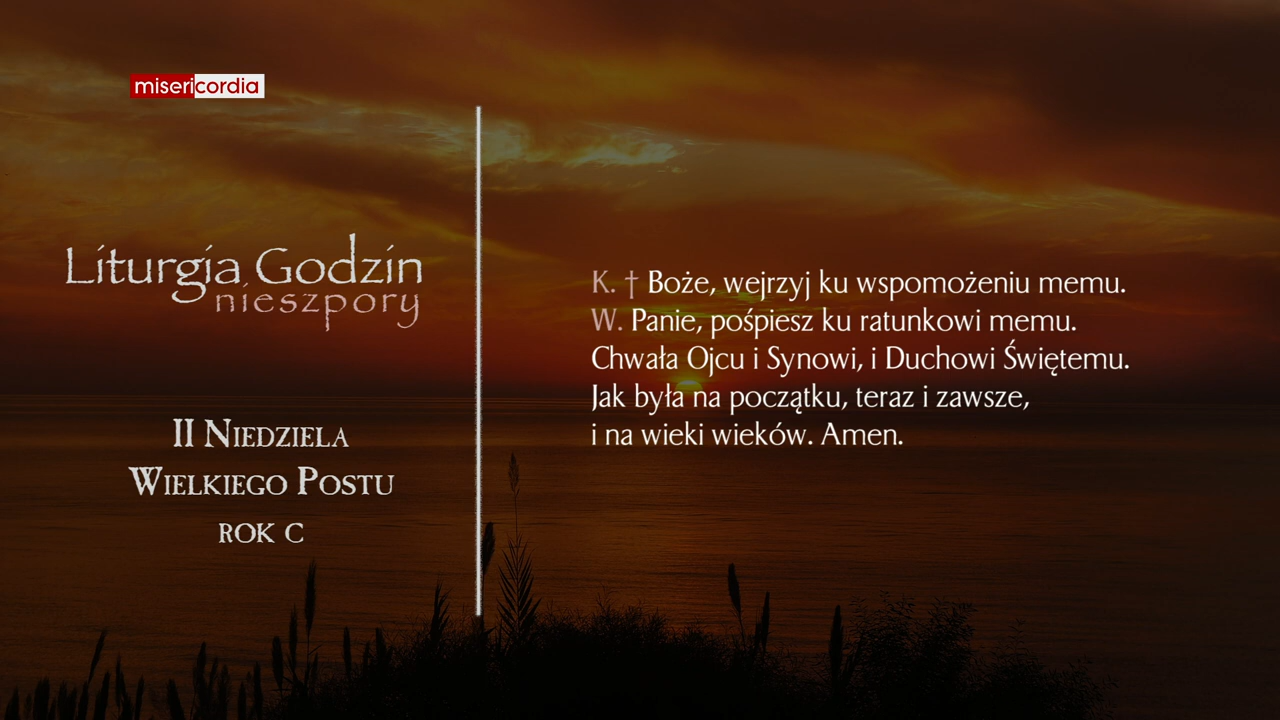 misericordia
Liturgia Godzin
nieszpory
II Niedziela
Wielkiego Postu
rok C
K. † Boże, wejrzyj ku wspomożeniu memu.
W. Panie, pośpiesz ku ratunkowi memu.
Chwała Ojcu i Synowi, i Duchowi Świętemu.
Jak była na początku, teraz i zawsze,
i na wieki wieków. Amen.